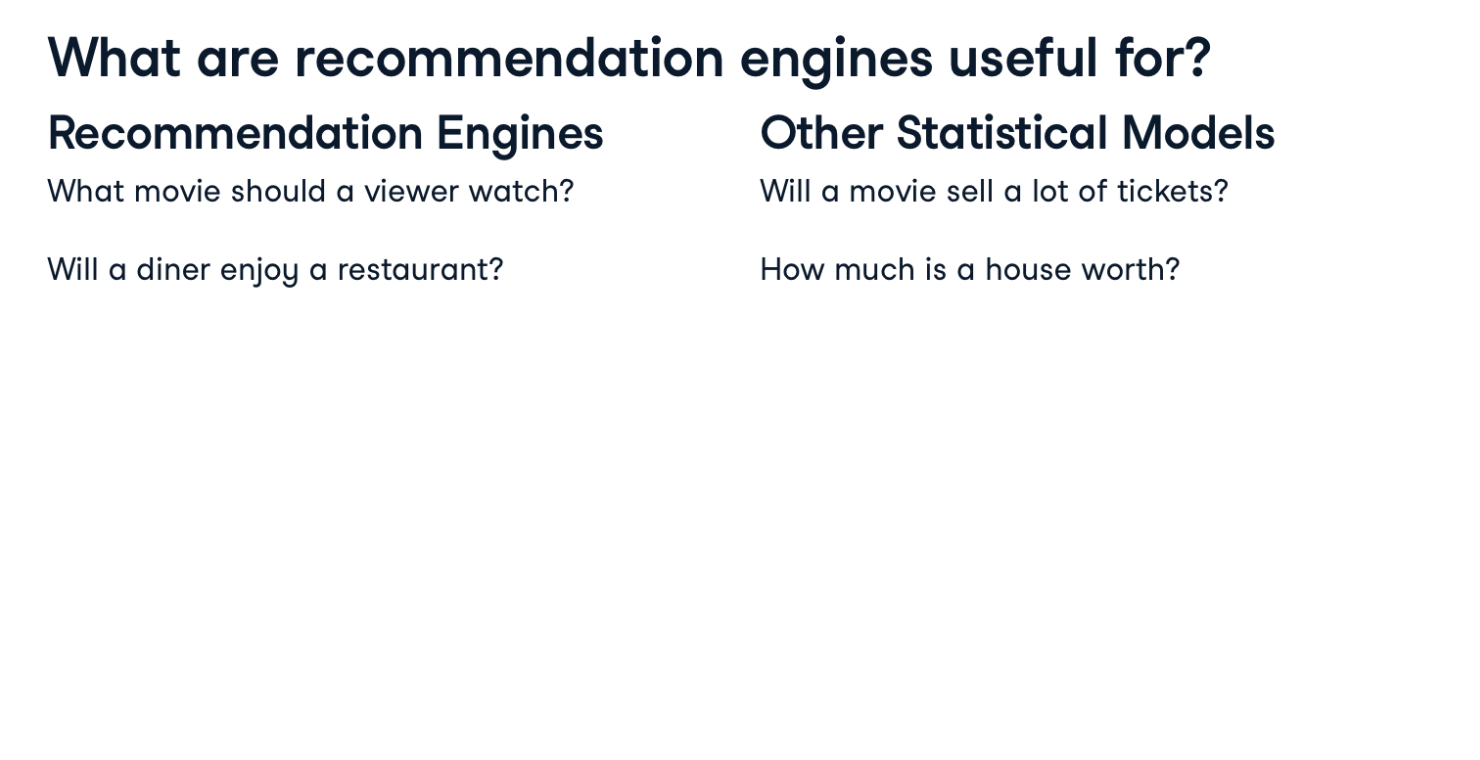 What are recommendation engines useful for?
Recommendation Engines
What movie should a viewer watch?
Will a diner enjoy a restaurant?
Other Statistical Models
Will a movie sell a lot of tickets?
How much is a house worth?